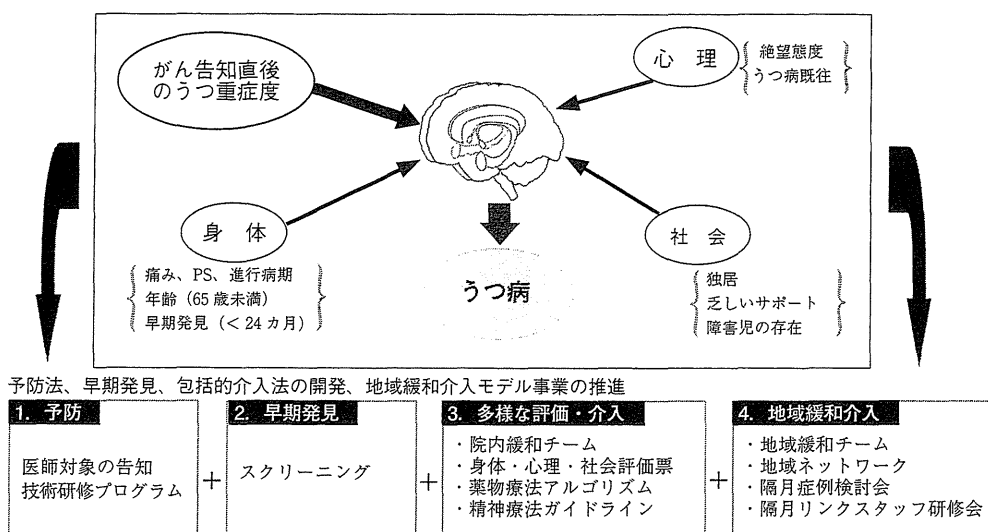 がん告知直後
のうつ重症度
心 理
絶望態度
うつ病既往
身 体
痛み、PS、進行病期
年齢（65歳未満）
早期発見（＜24カ月）
社 会
独居
乏しいサポート
障害児の存在
うつ病
予防法、早期発見、包括的介入法の開発、地域緩和介入モデル事業の推進
1. 予防
医師対象の告知
技術研修プログラム
+
2. 早期発見
スクリーニング
+
3. 多様な評価・介入
・院内緩和チーム
・身体・心理・社会評価票
・薬物療法アルゴリズム
・精神療法ガイドライン
+
4. 地域緩和介入
・地域緩和チーム
・地域ネットワーク
・隔月症例検討会
・隔月リンクスタッフ研修会